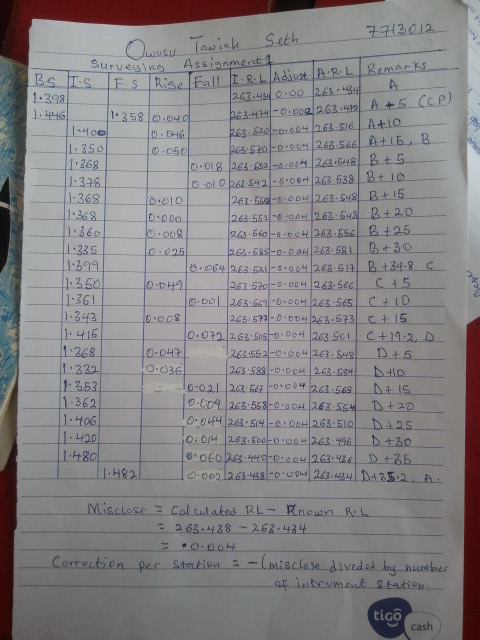 Owusu Tawiah Seth 7713012
Surveying Assignment 1
BS I.S F.S Rise Fall I.R.L Adjust. A.R.L Remarks
1.398 263.434 0.00 263.434 A
1.446 1.358 0.040 263.474 -0.002 263.472 A + 5 (CP)
1.400 0.046 263.520 -0.004 263.516 A+10
1.350 0.050 263.570 -0.004 263.566 A+15, B
1.368 0.018 263.552 -0.004 263.548 B + 5
1.378 0.010 263.542 -0.004 263.538 B + 10
1.368 0.010 263.552 -0.004 263.548 B + 15
1.368 0.000 263.552 -0.004 263.548 B + 20
1.360 0.008 263.560 -0.004 263.556 B + 25
1.335 0.025 263.585 -0.004 263.581 B + 30
1.399 0.064 263.521 -0.004 263.517 B + 34.8 C
1.350 0.049 263.570 -0.004 263.566 C + 5
1.361 0.001 263.569 -0.004 263.565 C + 10
1.343 0.008 263.577 -0.004 263.573 C + 15
1.415 0.072 263.505 -0.004 263.501 C + 19.2, D
1.368 0.047 263.552 -0.004 263.548 D + 5
1.332 0.036 263.588 -0.004 263.584 D+10
1.353 0.021 263.567 -0.004 263.563 D + 15
1.362 0.009 263.558 -0.004 263.554 D + 20
1.406 0.044 263.514 -0.004 263.510 D + 25
1.420 0.014 263.500 -0.004 263.496 D + 30
1.480 0.060 263.440 -0.004 263.436 D + 35
1.482 0.002 263.438 -0.004 263.434 D+35.2, A.
Misclose = Calculated RL - Known R.L
= 263.438 - 263.434
= 0.004
Correction per station = -(misclose divided by number
of intrument station.
tigo
cash